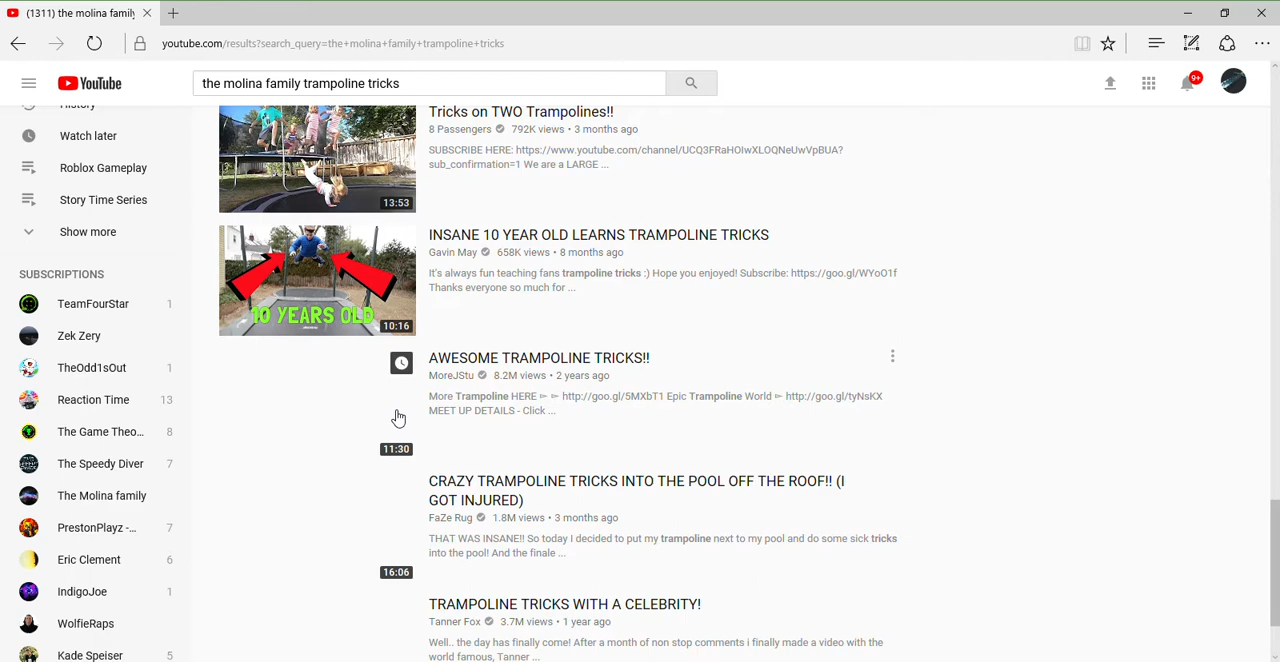 (1311) the molina family
youtube.com/results?search_query=the+molina+family+trampoline+tricks
YouTube
the molina family trampoline tricks
9+
History
Watch later
Roblox Gameplay
Story Time Series
Show more
SUBSCRIPTIONS
TeamFourStar 1
Zek Zery
TheOdd1sOut 1
Reaction Time 13
The Game Theo... 8
The Speedy Diver 7
The Molina family
PrestonPlayz -... 7
Eric Clement 6
IndigoJoe 1
WolfieRaps
Kade Speiser 5
13:53
Tricks on TWO Trampolines!!
8 Passengers 792K views • 3 months ago
SUBSCRIBE HERE: https://www.youtube.com/channel/UCQ3FRaHOIwXLOQNeUwVpBUA?
sub_confirmation=1 We are a LARGE ...
10 YEARS OLD
10:16
INSANE 10 YEAR OLD LEARNS TRAMPOLINE TRICKS
Gavin May 658K views • 8 months ago
It's always fun teaching fans trampoline tricks :) Hope you enjoyed! Subscribe: https://goo.gl/WYoO1f
Thanks everyone so much for ...
11:30
AWESOME TRAMPOLINE TRICKS!!
MoreJStu 8.2M views • 2 years ago
More Trampoline HERE ► ► http://goo.gl/5MXbT1 Epic Trampoline World ► http://goo.gl/tyNsKX
MEET UP DETAILS - Click ...
16:06
CRAZY TRAMPOLINE TRICKS INTO THE POOL OFF THE ROOF!! (I
GOT INJURED)
FaZe Rug 1.8M views • 3 months ago
THAT WAS INSANE!! So today I decided to put my trampoline next to my pool and do some sick tricks
into the pool! And the finale ...
TRAMPOLINE TRICKS WITH A CELEBRITY!
Tanner Fox 3.7M views • 1 year ago
Well.. the day has finally come! After a month of non stop comments i finally made a video with the
world famous, Tanner ...